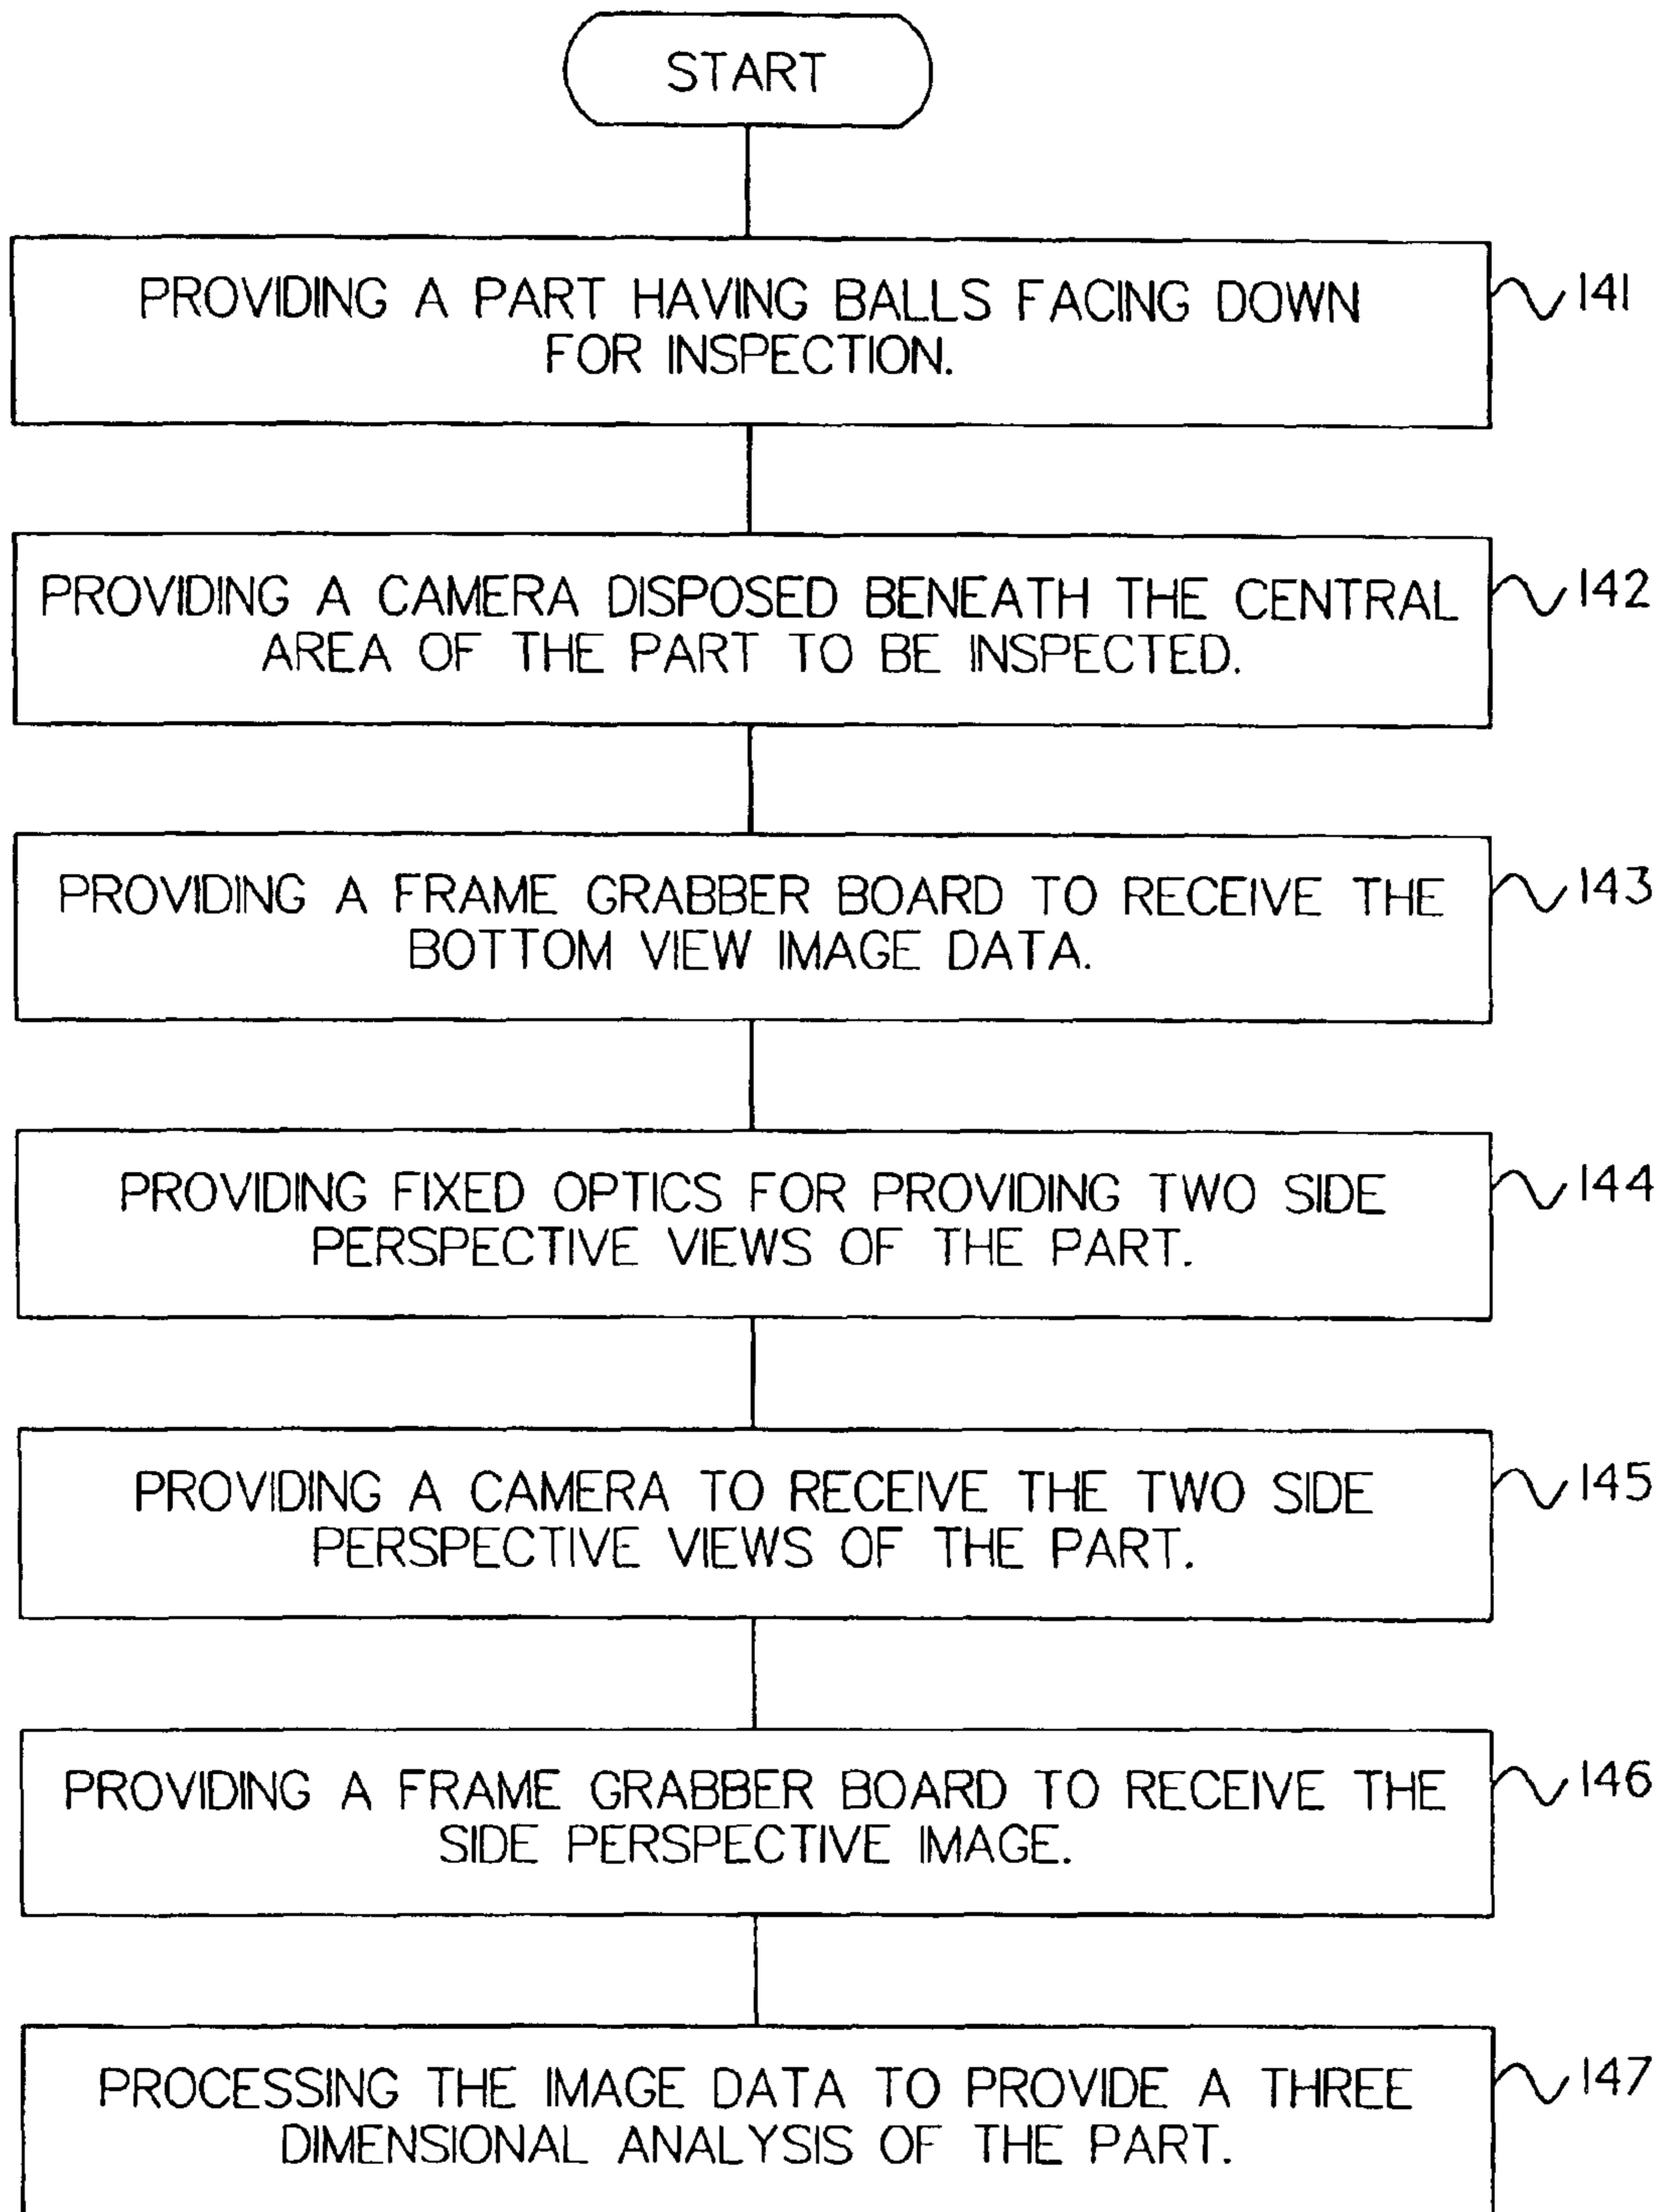 START
PROVIDING A PART HAVING BALLS FACING DOWN
FOR INSPECTION.
141
PROVIDING A CAMERA DISPOSED BENEATH THE CENTRAL
AREA OF THE PART TO BE INSPECTED.
142
PROVIDING A FRAME GRABBER BOARD TO RECEIVE THE
BOTTOM VIEW IMAGE DATA.
143
PROVIDING FIXED OPTICS FOR PROVIDING TWO SIDE
PERSPECTIVE VIEWS OF THE PART.
144
PROVIDING A CAMERA TO RECEIVE THE TWO SIDE
PERSPECTIVE VIEWS OF THE PART.
145
PROVIDING A FRAME GRABBER BOARD TO RECEIVE THE
SIDE PERSPECTIVE IMAGE.
146
PROCESSING THE IMAGE DATA TO PROVIDE A THREE
DIMENSIONAL ANALYSIS OF THE PART.
147